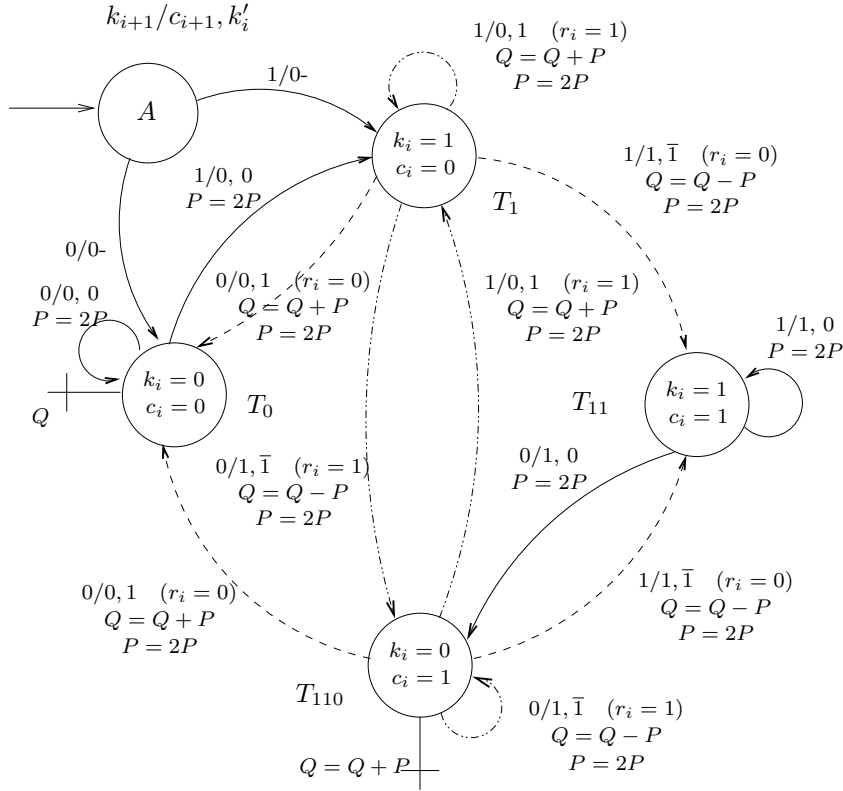 k_{i+1}/c_{i+1}, k'_i
A
1/0-
1/0, 1 (r_i = 1)
Q = Q + P
P = 2P
k_i = 1
c_i = 0
T_1
1/0, 0
P = 2P
1/1, 1̅ (r_i = 0)
Q = Q − P
P = 2P
0/0-
0/0, 0
P = 2P
0/0, 1 (r_i = 0)
Q = Q + P
P = 2P
1/0, 1 (r_i = 1)
Q = Q + P
P = 2P
1/1, 0
P = 2P
k_i = 0
c_i = 0
T_0
Q
T_{11}
k_i = 1
c_i = 1
0/1, 1̅ (r_i = 1)
Q = Q − P
P = 2P
0/1, 0
P = 2P
0/0, 1 (r_i = 0)
Q = Q + P
P = 2P
1/1, 1̅ (r_i = 0)
Q = Q − P
P = 2P
k_i = 0
c_i = 1
T_{110}
0/1, 1̅ (r_i = 1)
Q = Q − P
P = 2P
Q = Q + P